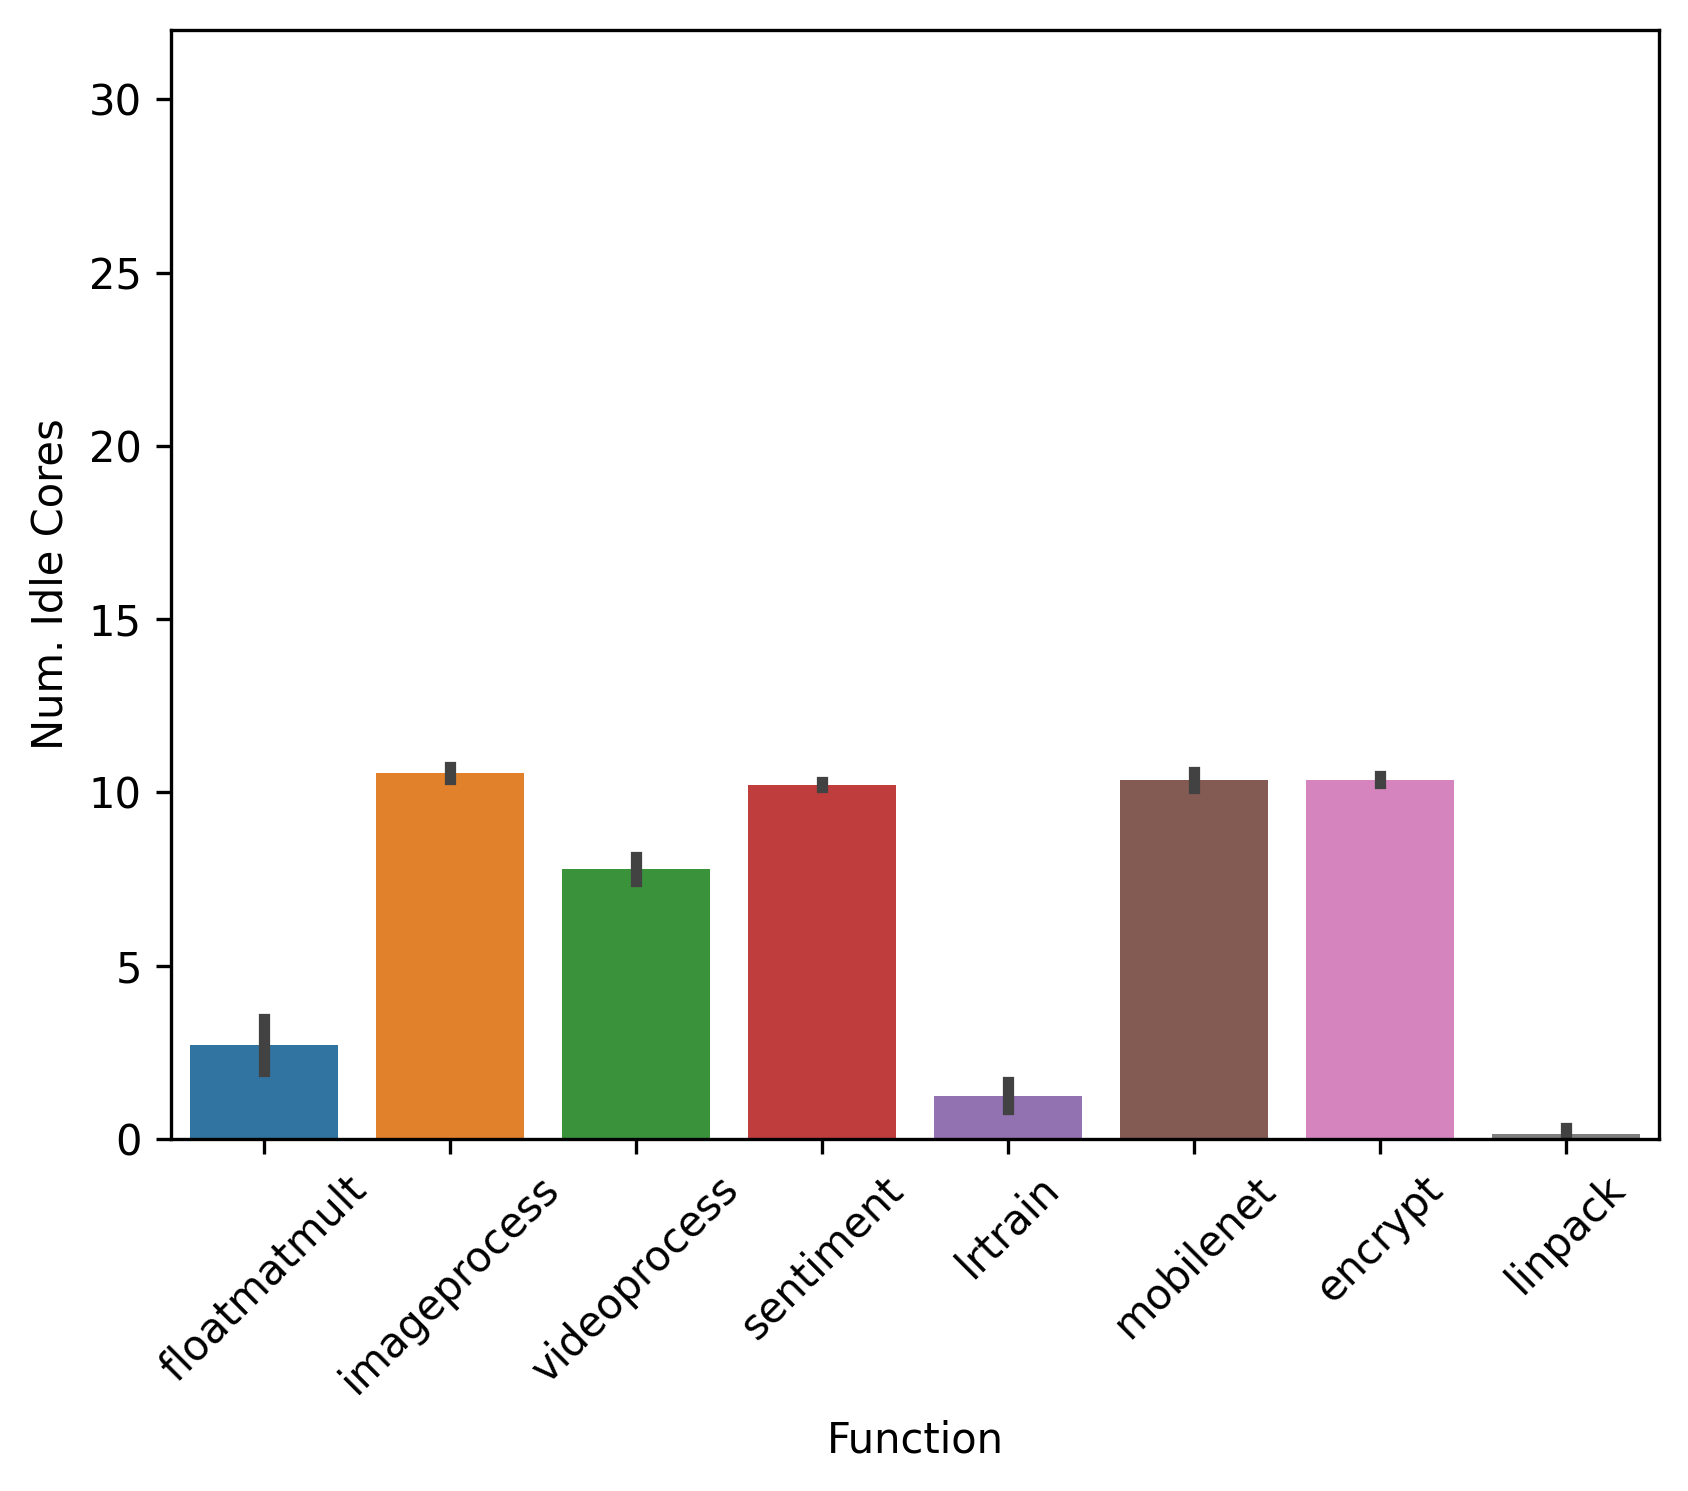 30
25
20
15
10
5
0
Num. Idle Cores
floatmatmult
imageprocess
videoprocess
sentiment
lrtrain
mobilenet
encrypt
linpack
Function